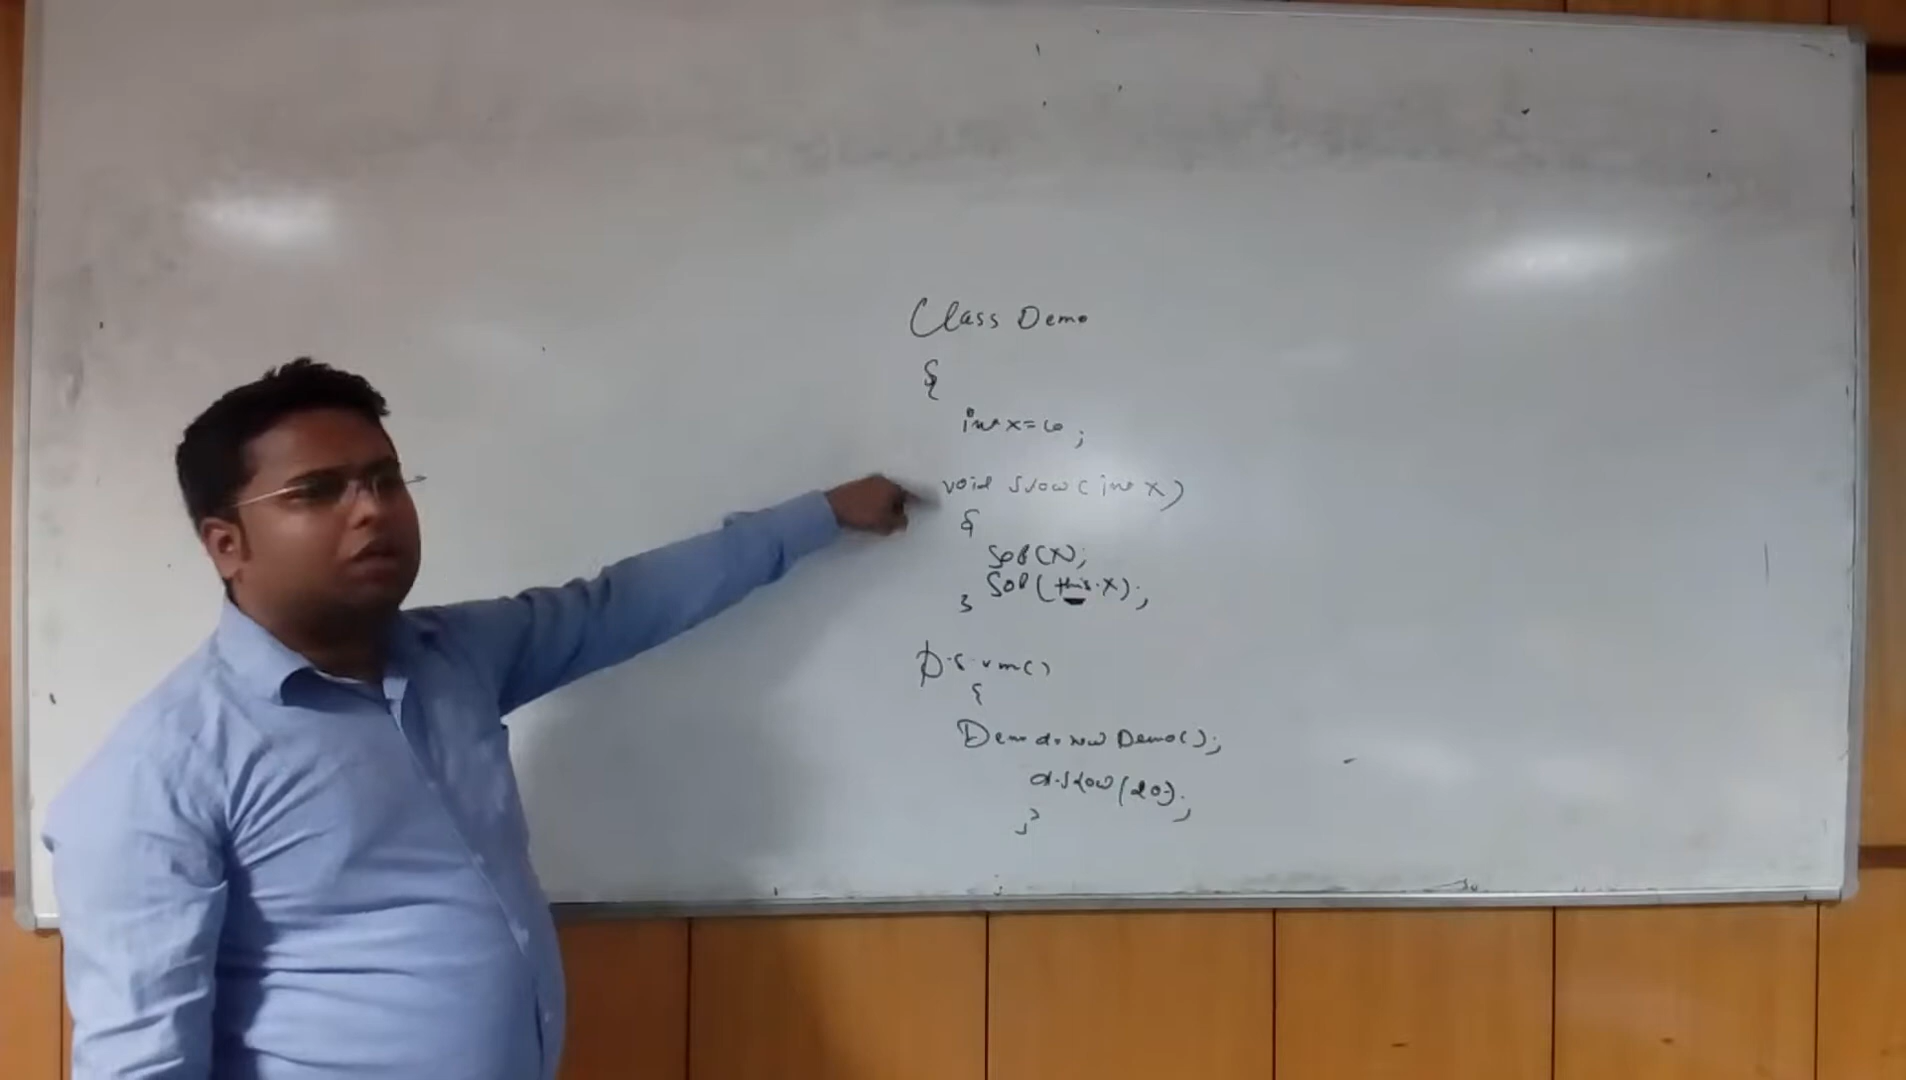 Class Demo
{
int x=10;
void show(int x)
{
SOP(x);
} SOP(this.x);
P.S.v m()
{
Demo d=new Demo();
d.show(20);
}